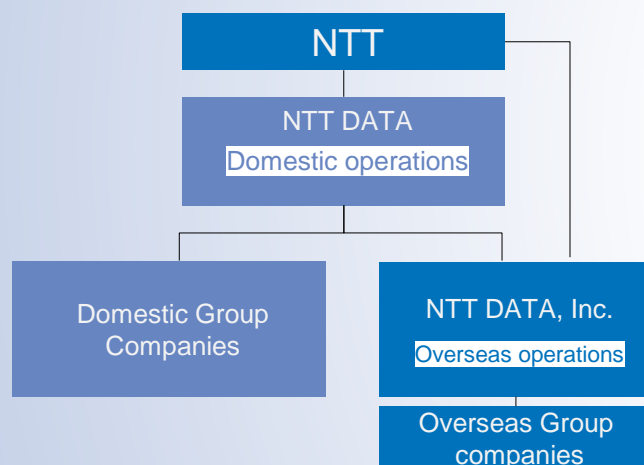 NTT
NTT DATA
Domestic operations
Domestic Group
Companies
NTT DATA, Inc.
Overseas operations
Overseas Group
companies